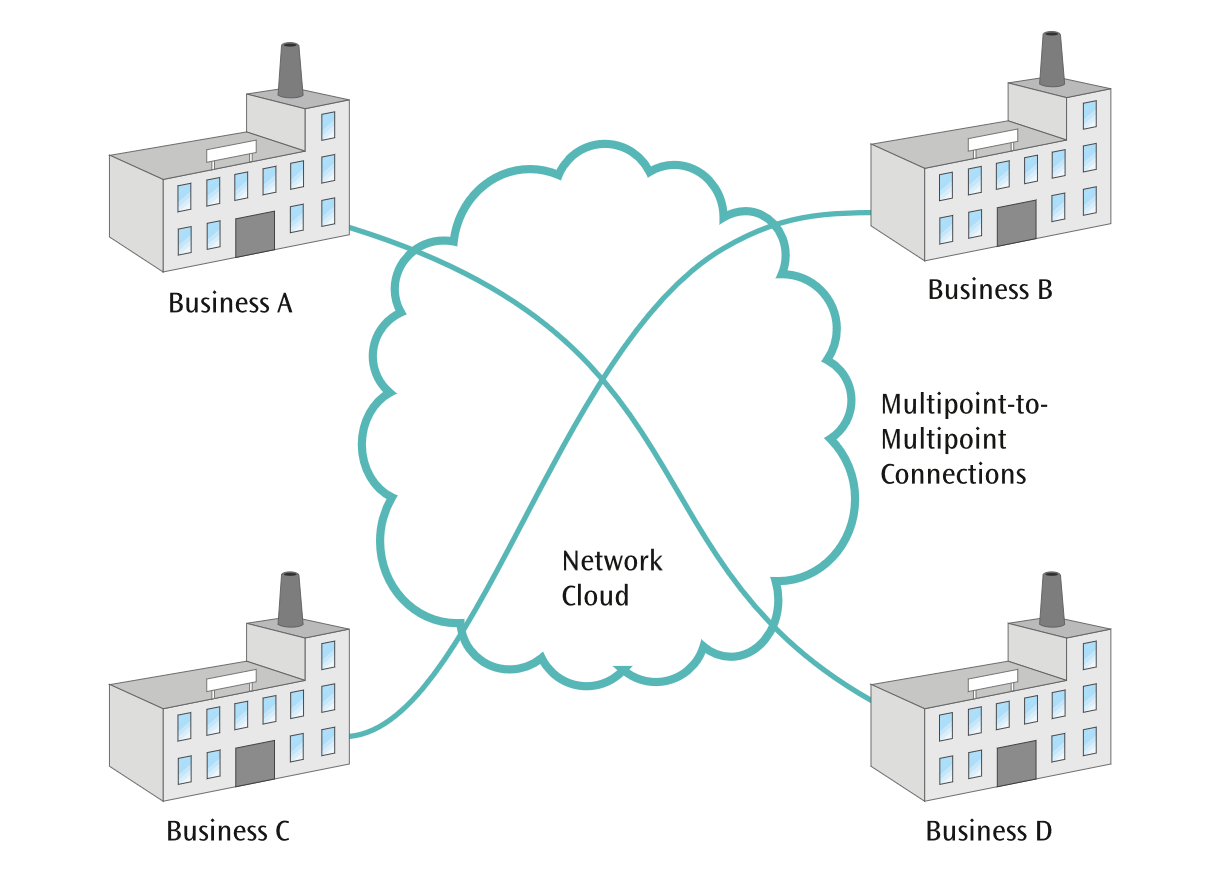 Business A
Business B
Multipoint-to-
Multipoint
Connections
Network
Cloud
Business C
Business D